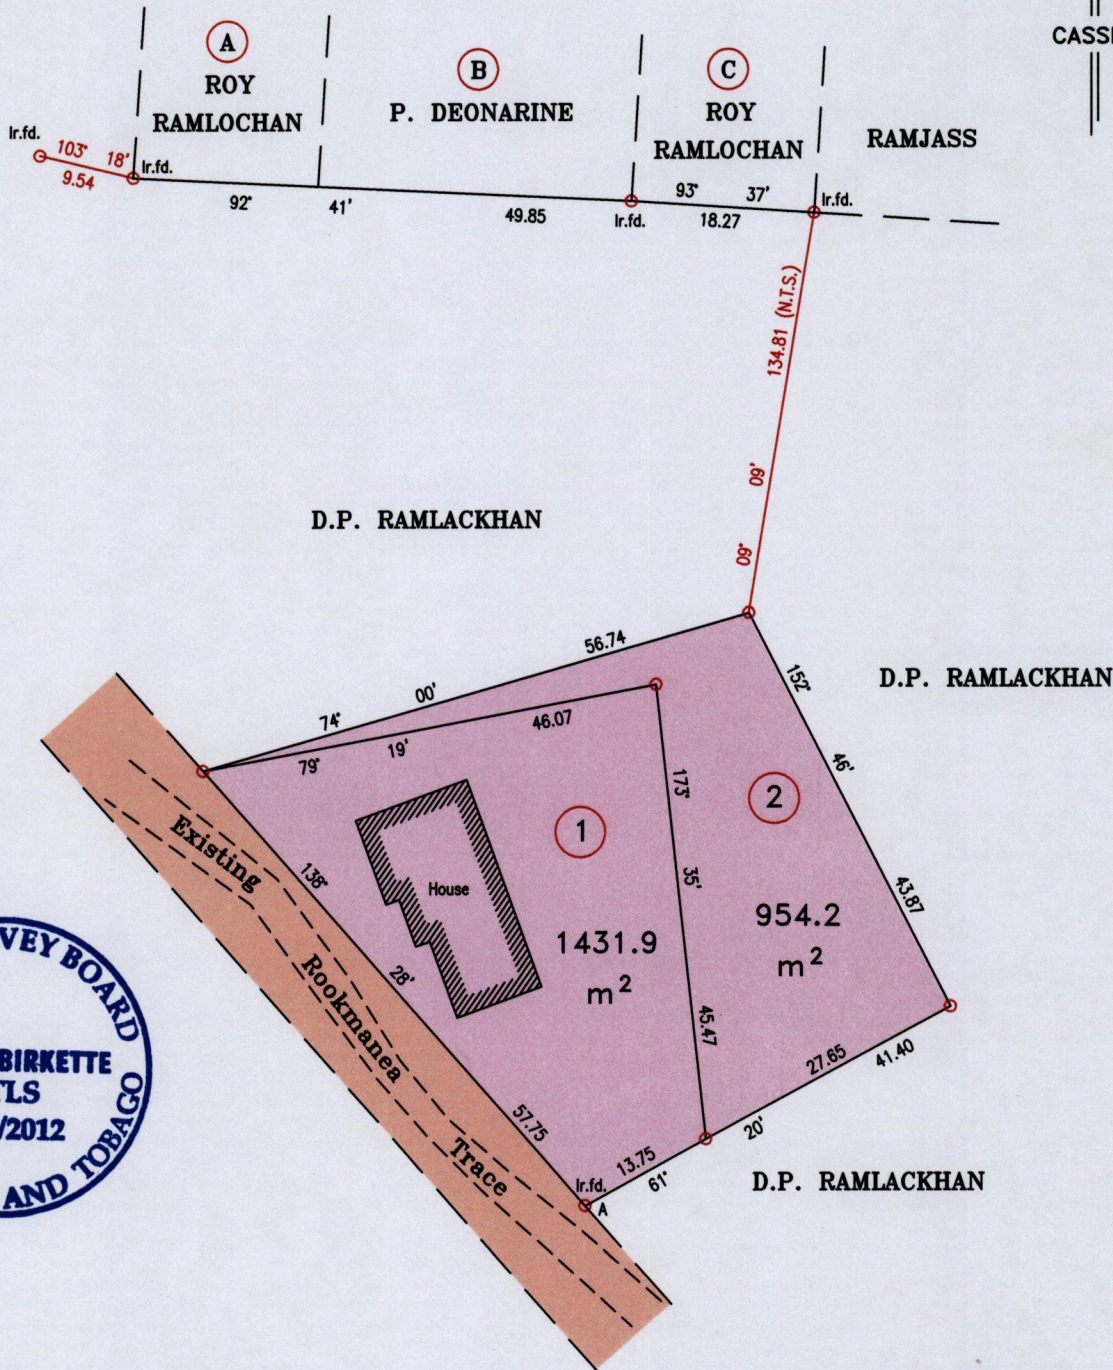 CASSI
A
ROY
RAMLOCHAN
B
P. DEONARINE
C
ROY
RAMLOCHAN
RAMJASS
Ir.fd.
103° 18'
9.54
Ir.fd.
92° 41' 49.85
Ir.fd.
93° 37'
18.27
Ir.fd.
134.81 (N.T.S.)
09° 09'
D.P. RAMLACKHAN
74° 00' 56.74
79° 19' 46.07
152° 46' 43.87
D.P. RAMLACKHAN
173° 35' 45.47
1
2
House
1431.9
m²
954.2
m²
138° 28' 57.75
Existing
Rookmanea
Trace
VEY BOARD
BIRKETTE
TLS
/2012
AND TOBAGO
Ir.fd.
A
13.75
27.65
61° 20' 41.40
D.P. RAMLACKHAN